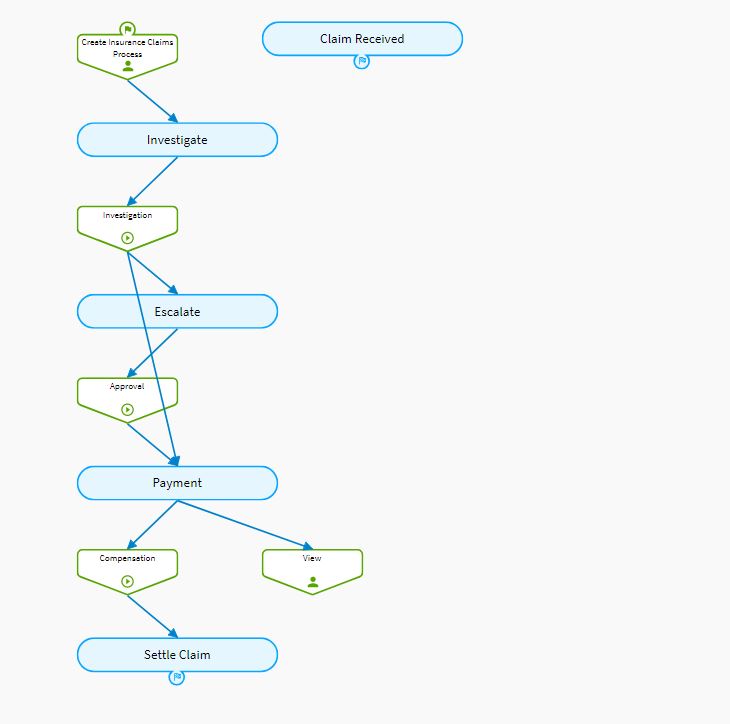 Create Insurance Claims
Process
Claim Received
Investigate
Investigation
Escalate
Approval
Payment
Compensation
View
Settle Claim